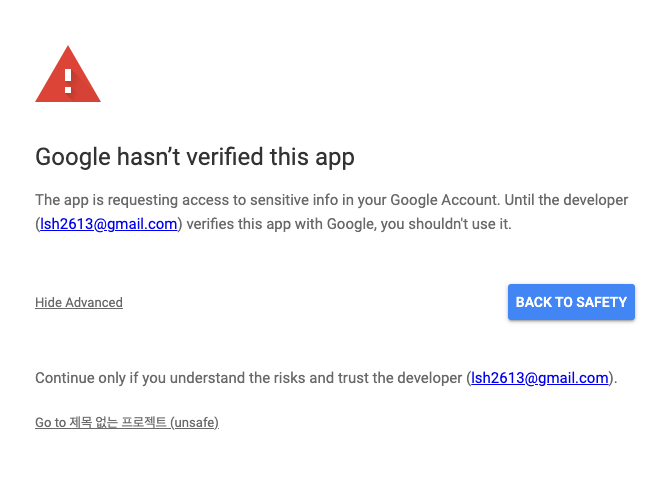 Google hasn’t verified this app
The app is requesting access to sensitive info in your Google Account. Until the developer
(lsh2613@gmail.com) verifies this app with Google, you shouldn't use it.
Hide Advanced
BACK TO SAFETY
Continue only if you understand the risks and trust the developer (lsh2613@gmail.com).
Go to 제목 없는 프로젝트 (unsafe)